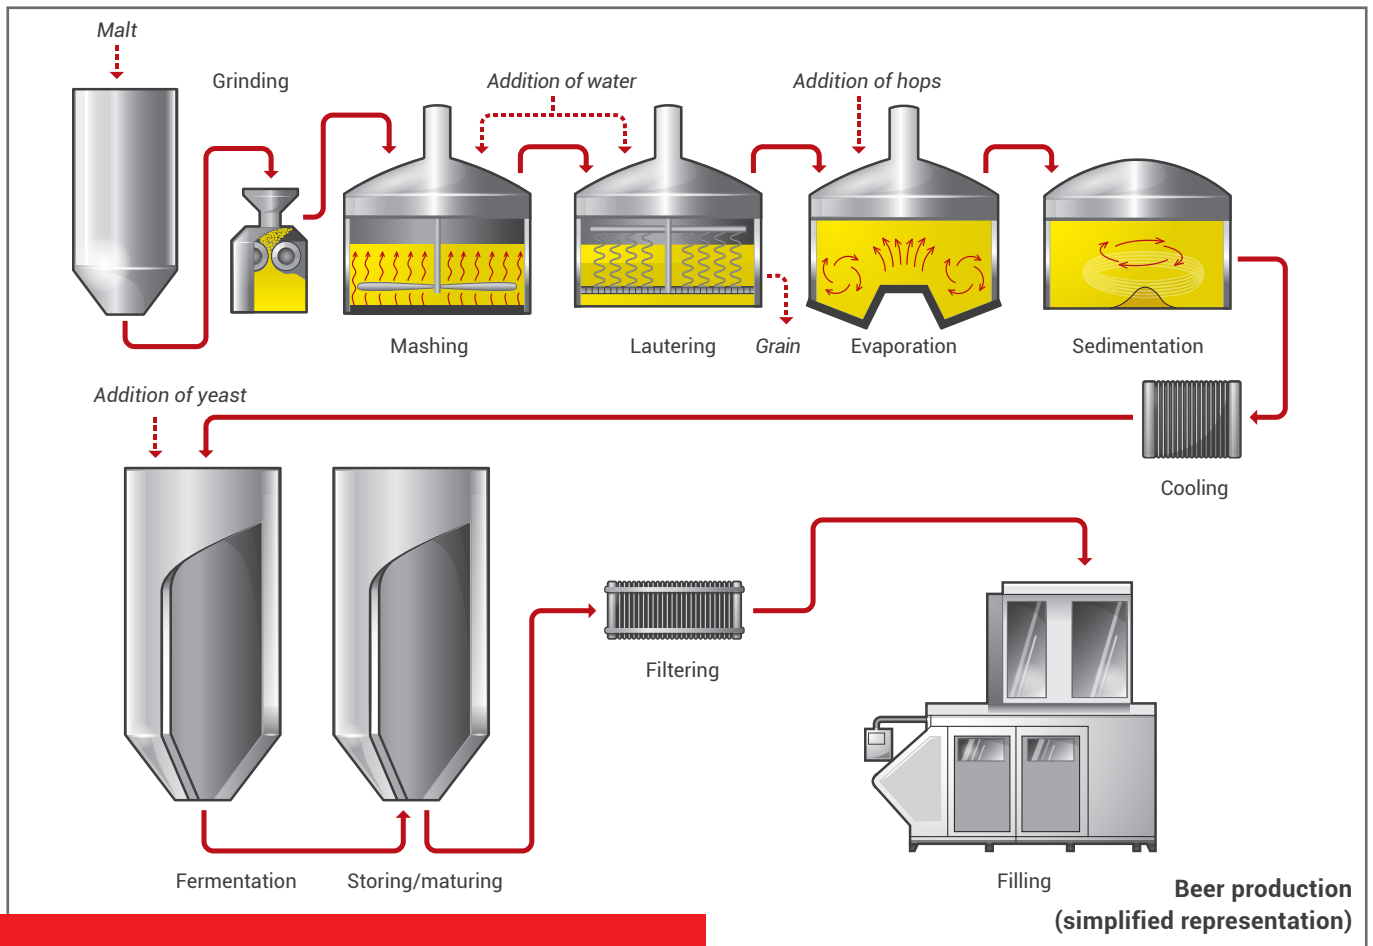 Malt
Grinding
Addition of water
Addition of hops
Mashing
Lautering
Grain
Evaporation
Sedimentation
Addition of yeast
Cooling
Filtering
Fermentation
Storing/maturing
Filling
Beer production
(simplified representation)